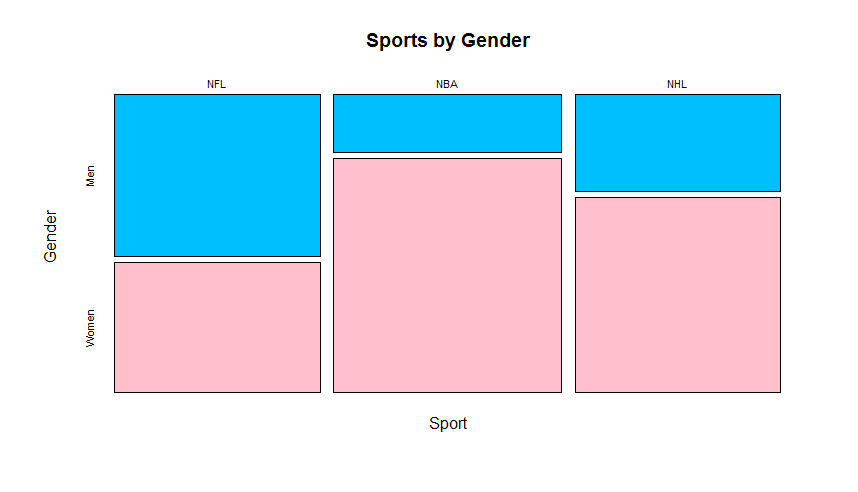 Sports by Gender
NFL NBA NHL
Men
Gender
Women
Sport